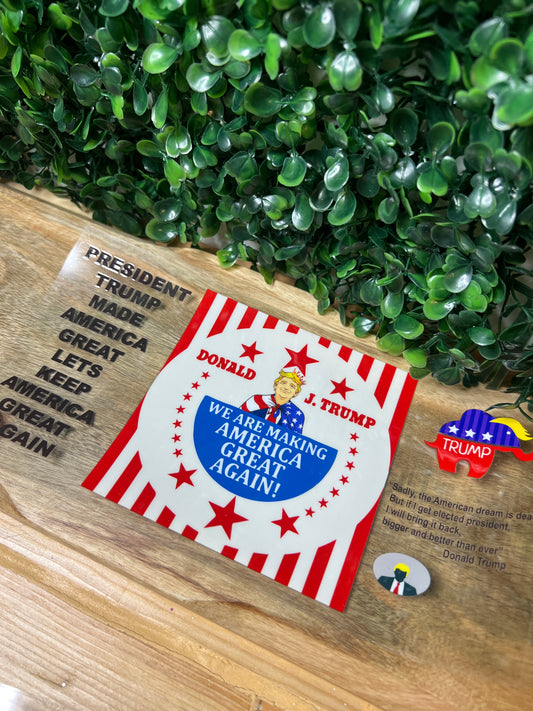 PRESIDENT
TRUMP
MADE
AMERICA
GREAT
LETS
KEEP
AMERICA
GREAT
AGAIN
DONALD
J. TRUMP
WE ARE MAKING
AMERICA
GREAT
AGAIN!
TRUMP
"Sadly, the American dream is dea
But if I get elected president,
I will bring it back,
bigger and better than ever"
Donald Trump